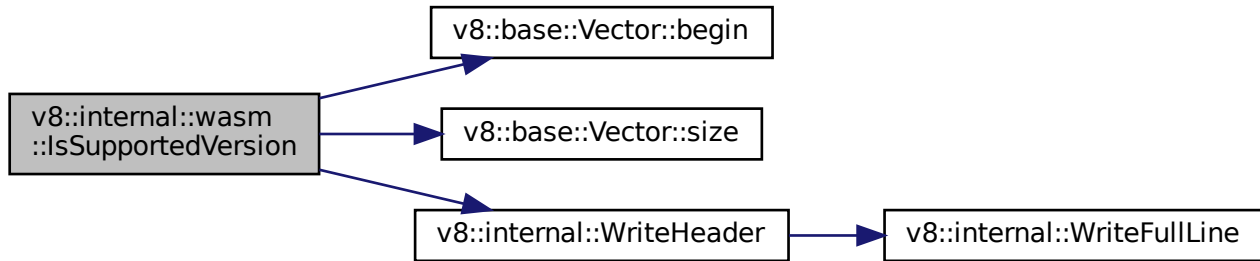 v8::base::Vector::begin
v8::internal::wasm
::IsSupportedVersion
v8::base::Vector::size
v8::internal::WriteHeader
v8::internal::WriteFullLine